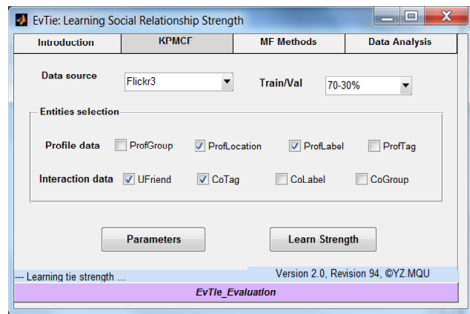 EvTie: Learning Social Relationship Strength
Introduction KPMCF MF Methods Data Analysis
Data source Flickr3 Train/Val 70-30%
Entities selection
Profile data ProfGroup ProfLocation ProfLabel ProfTag
Interaction data UFriend CoTag CoLabel CoGroup
Parameters Learn Strength
--- Learning tie strength ... Version 2.0, Revision 94, ©YZ.MQU
EvTie_Evaluation